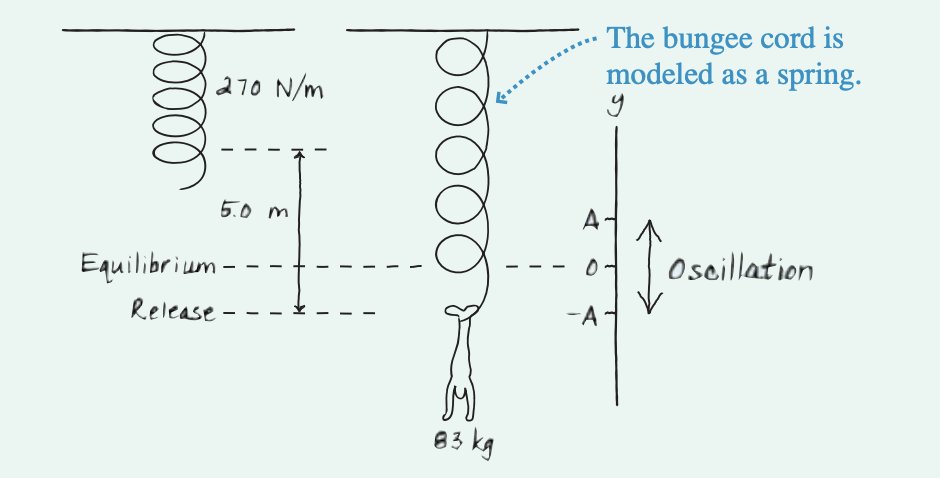 The bungee cord is
modeled as a spring.
270 N/m
y
5.0 m
A
Equilibrium
0
Oscillation
Release
-A
83 kg